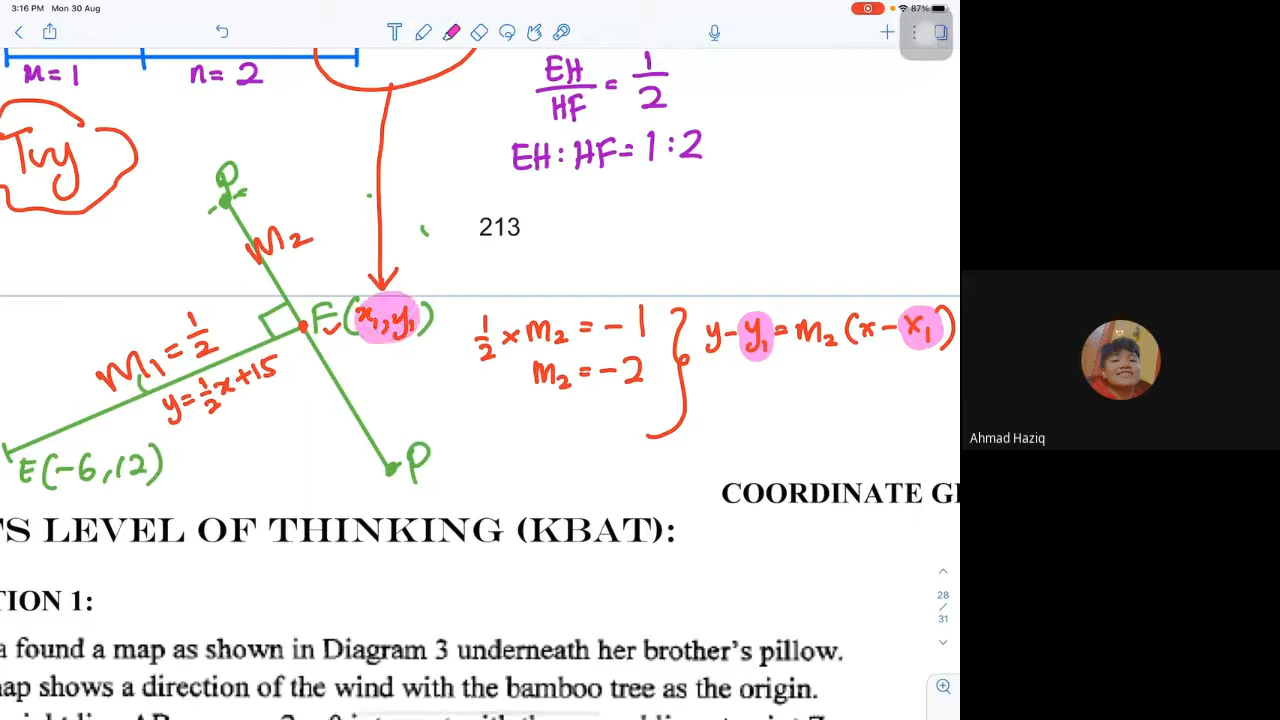 3:16 PM Mon 30 Aug
87%
m = 1
n = 2
EH/HF = 1/2
EH : HF = 1 : 2
Try
P
m2
213
F(x1, y1)
1/2 × m2 = -1
m2 = -2
y - y1 = m2(x - x1)
m1 = 1/2
y = 1/2x + 15
E(-6, 12)
P
COORDINATE GE
'S LEVEL OF THINKING (KBAT):
TION 1:
a found a map as shown in Diagram 3 underneath her brother's pillow.
nap shows a direction of the wind with the bamboo tree as the origin.
28
/
31
Ahmad Haziq